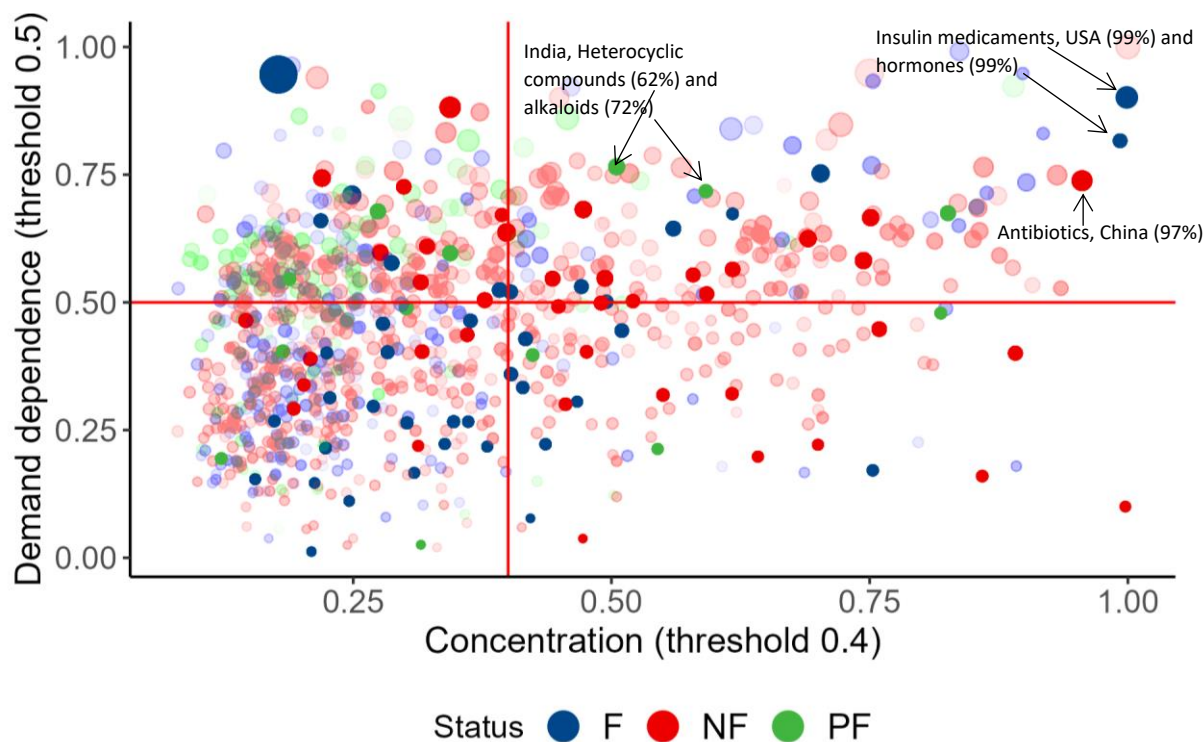 Demand dependence (threshold 0.5)
1.00
0.75
0.50
0.25
0.00
India, Heterocyclic
compounds (62%) and
alkaloids (72%)
Insulin medicaments, USA (99%) and
hormones (99%)
Antibiotics, China (97%)
0.25
0.50
0.75
1.00
Concentration (threshold 0.4)
Status F NF PF